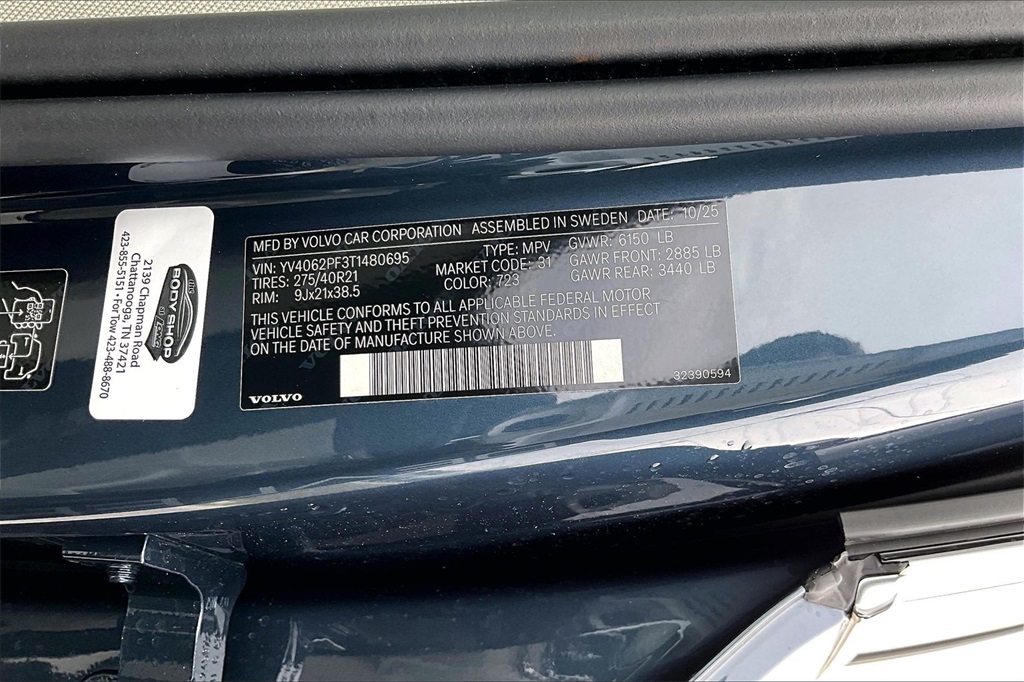 2139 Chapman Road
Chattanooga, TN 37421
423-855-5151 • For tow 423-488-8670
BODY SHOP
MFD BY VOLVO CAR CORPORATION ASSEMBLED IN SWEDEN DATE: 10/25
VIN: YV4062PF3T1480695 TYPE: MPV GVWR: 6150 LB
TIRES: 275/40R21 MARKET CODE: 31 GAWR FRONT: 2885 LB
RIM: 9Jx21x38.5 COLOR: 723 GAWR REAR: 3440 LB
THIS VEHICLE CONFORMS TO ALL APPLICABLE FEDERAL MOTOR
VEHICLE SAFETY AND THEFT PREVENTION STANDARDS IN EFFECT
ON THE DATE OF MANUFACTURE SHOWN ABOVE.
VOLVO
32390594